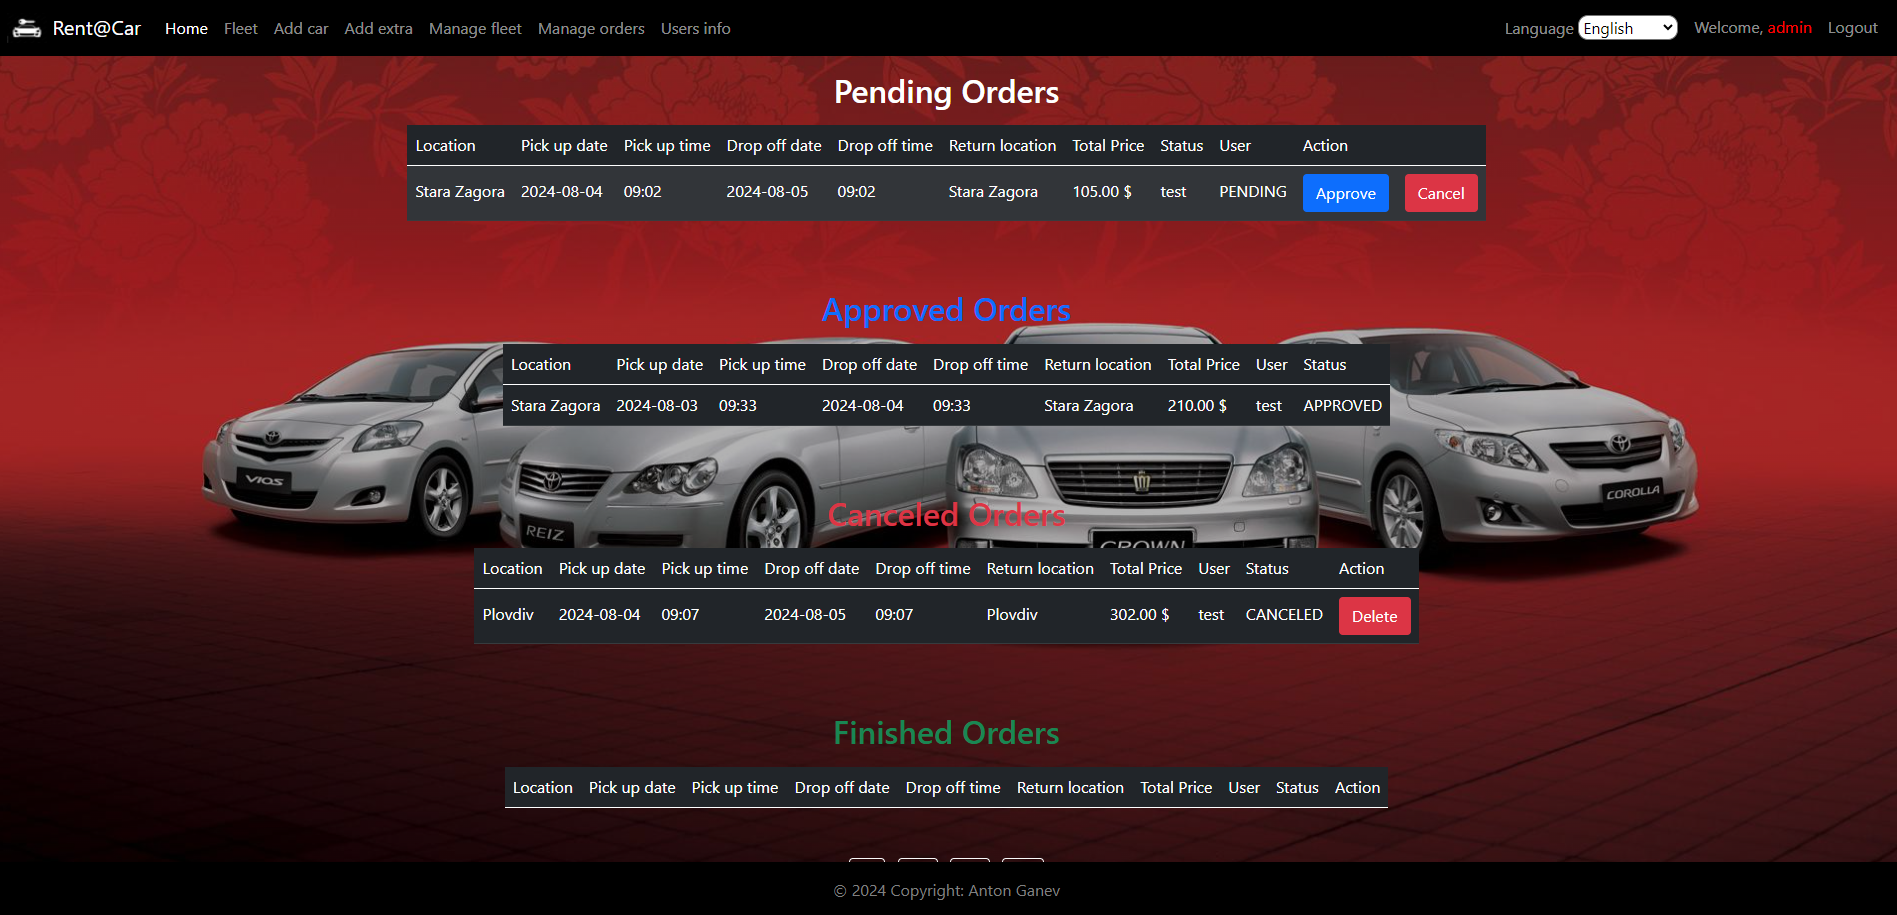 Rent@Car Home Fleet Add car Add extra Manage fleet Manage orders Users info Language English Welcome, admin Logout
Pending Orders
Location Pick up date Pick up time Drop off date Drop off time Return location Total Price Status User Action
Stara Zagora 2024-08-04 09:02 2024-08-05 09:02 Stara Zagora 105.00 $ test PENDING Approve Cancel
Approved Orders
Location Pick up date Pick up time Drop off date Drop off time Return location Total Price User Status
Stara Zagora 2024-08-03 09:33 2024-08-04 09:33 Stara Zagora 210.00 $ test APPROVED
VIOS
COROLLA
Canceled Orders
REIZ
CROWN
Location Pick up date Pick up time Drop off date Drop off time Return location Total Price User Status Action
Plovdiv 2024-08-04 09:07 2024-08-05 09:07 Plovdiv 302.00 $ test CANCELED Delete
Finished Orders
Location Pick up date Pick up time Drop off date Drop off time Return location Total Price User Status Action
© 2024 Copyright: Anton Ganev